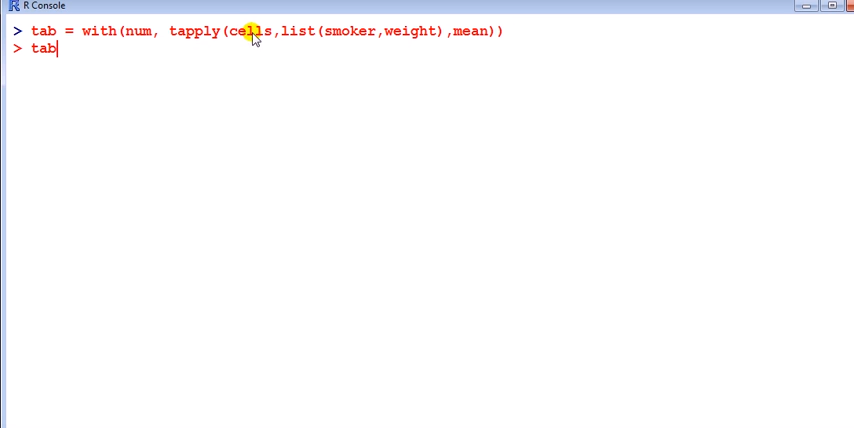 R Console
> tab = with(num, tapply(cells,list(smoker,weight),mean))
> tab